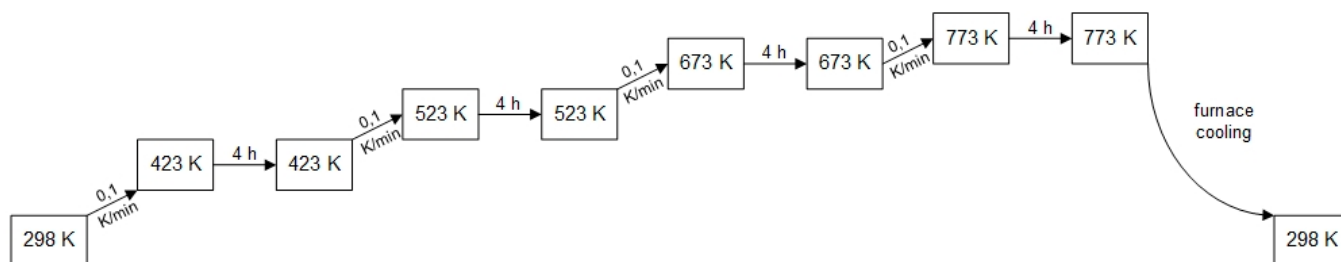 298 K
0,1
K/min
423 K
4 h
423 K
0,1
K/min
523 K
4 h
523 K
0,1
K/min
673 K
4 h
673 K
0,1
K/min
773 K
4 h
773 K
furnace
cooling
298 K